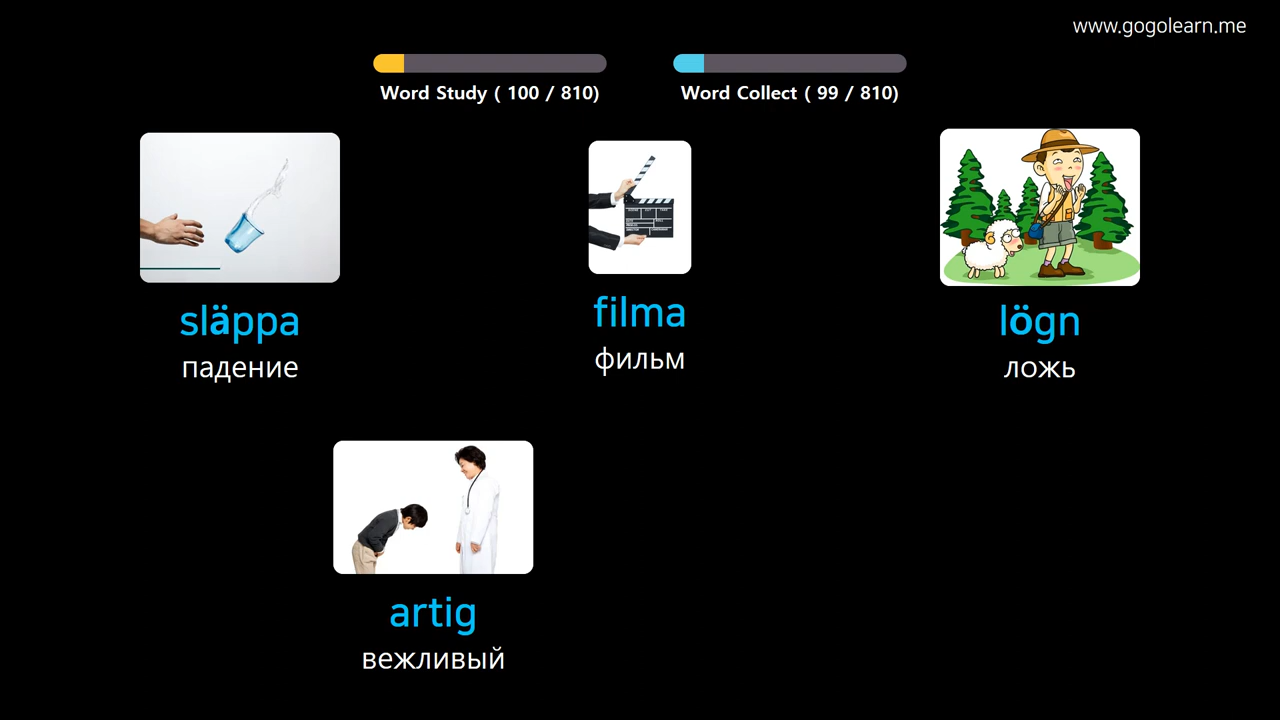 www.gogolearn.me
Word Study ( 100 / 810)
Word Collect ( 99 / 810)
släppa
падение
filma
фильм
lögn
ложь
artig
вежливый